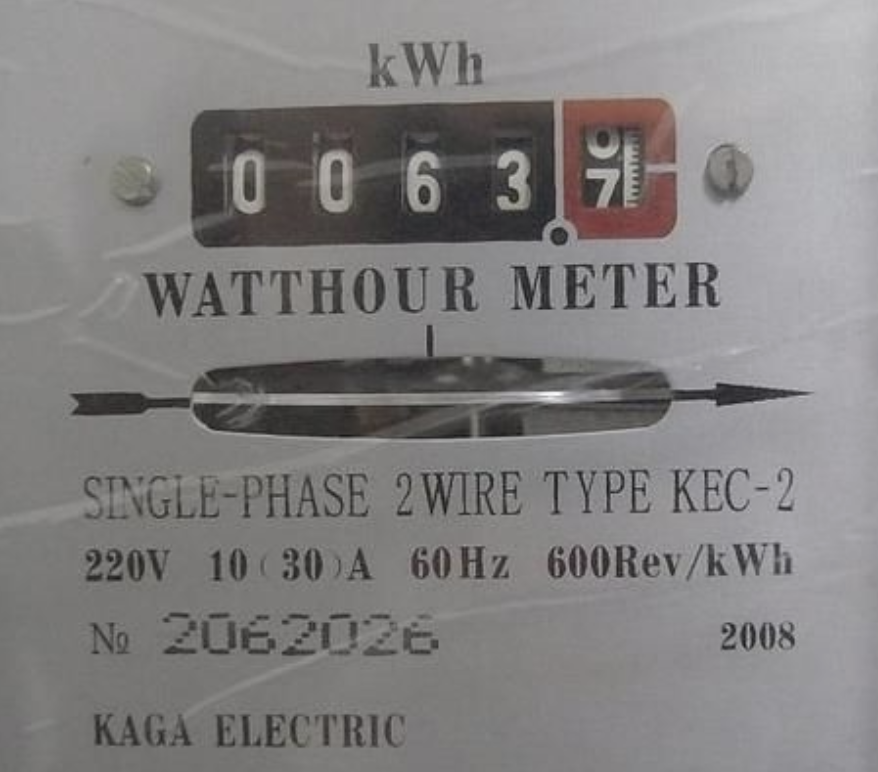 kWh
0 0 6 3 7
WATTHOUR METER
SINGLE-PHASE 2WIRE TYPE KEC-2
220V 10(30)A 60Hz 600Rev/kWh
№ 2062026 2008
KAGA ELECTRIC